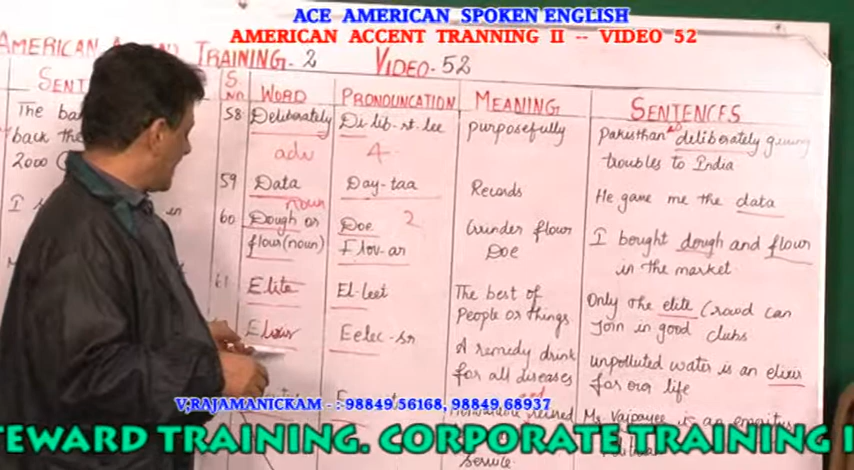 ACE AMERICAN SPOKEN ENGLISH
AMERICAN ACCENT TRANNING II -- VIDEO 52
AMERICAN TRAINING-2 VIDEO-52
S.No WORD PRONOUNCATION MEANING SENTENCES
The
back the
2000
I
58 Deliberately Di-lib-rt-lee purposefully Pakisthan deliberately giving
troubles to India
adv 4
59 Data Day-taa Records He game me the data
noun
60 Dough or Doe 2 Grinder flour I bought dough and flour
flour(noun) Flov-ar Doe in the market
61 Elite El-leet The best of Only the elite Crowd can
People or things join in good clubs
Elixir Eelec-sr A remedy drink unpolluted water is an elixir
for all diseases for our life
Mr Vajpayee is an
service
V.RAJAMANICKAM - : 98849 56168, 98849 68937
TEWARD TRAINING. CORPORATE TRAINING I